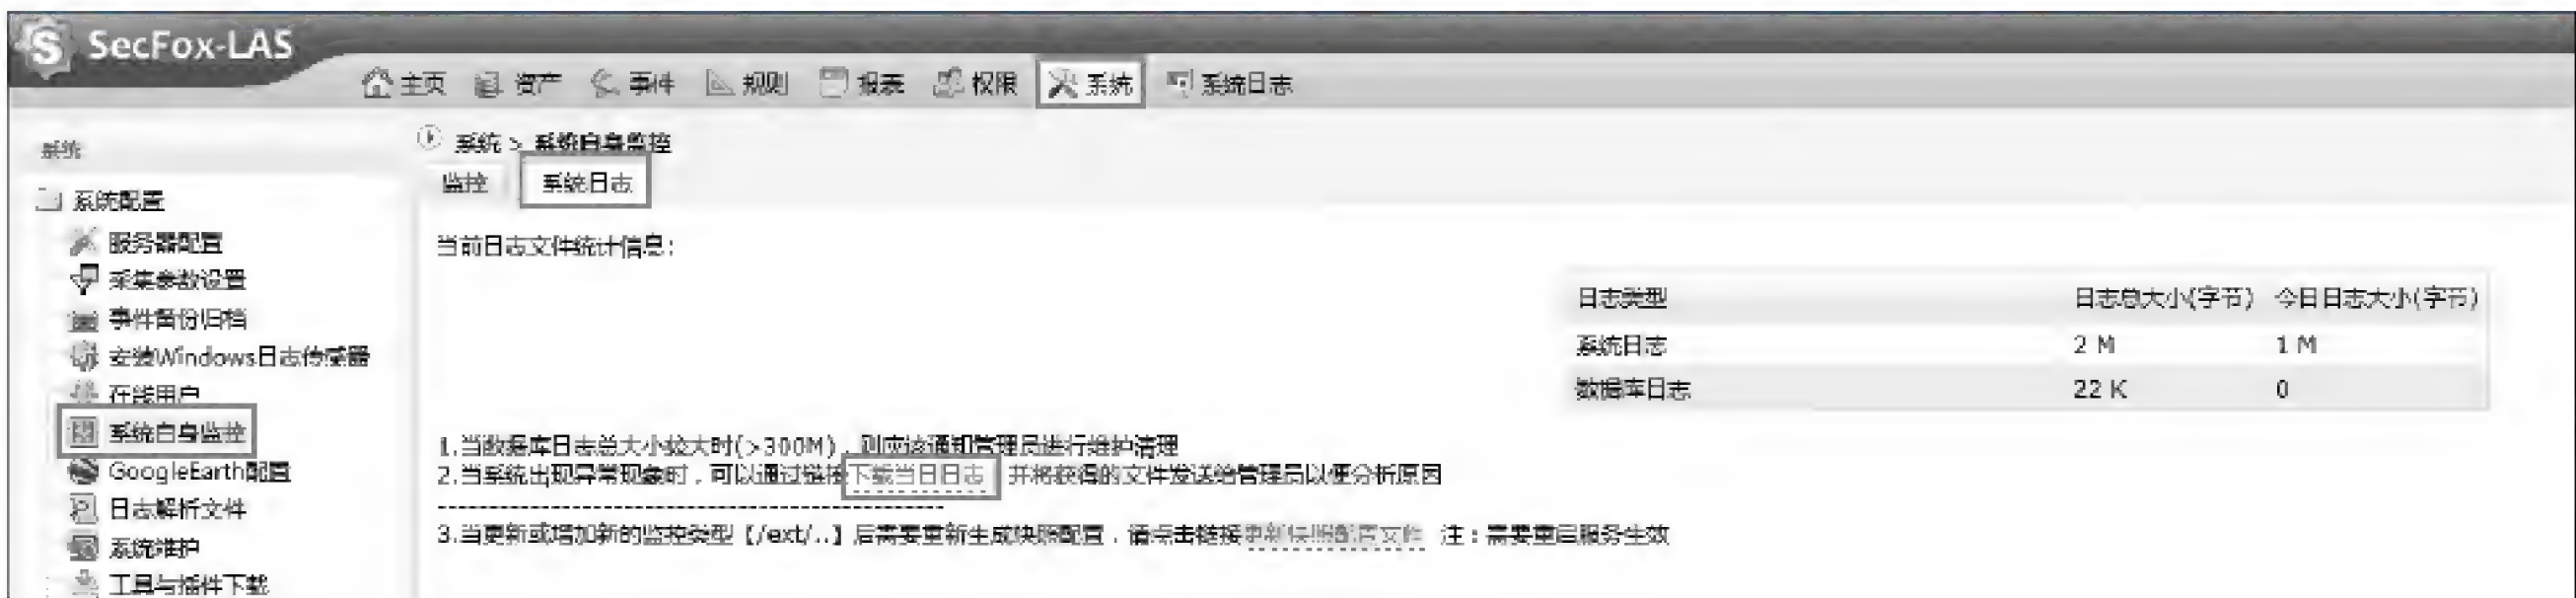 SecFox-LAS
主页 资产 事件 规则 报表 权限 系统 系统日志
系统
系统 > 系统自身监控
监控 系统日志
系统配置
服务器配置
采集参数设置
事件备份归档
安装Windows日志传感器
在线用户
系统自身监控
GoogleEarth配置
日志解析文件
系统维护
工具与插件下载
当前日志文件统计信息:
日志类型 日志总大小(字节) 今日日志大小(字节)
系统日志 2 M 1 M
数据库日志 22 K 0
1.当数据库日志总大小较大时(>300M),则应该通知管理员进行维护清理
2.当系统出现异常现象时,可以通过链接下载当日日志 并将获得的文件发送给管理员以便分析原因
3.当更新或增加新的监控类型【/ext/..】后需要重新生成快照配置,请点击链接更新快照配置文件 注:需要重启服务生效